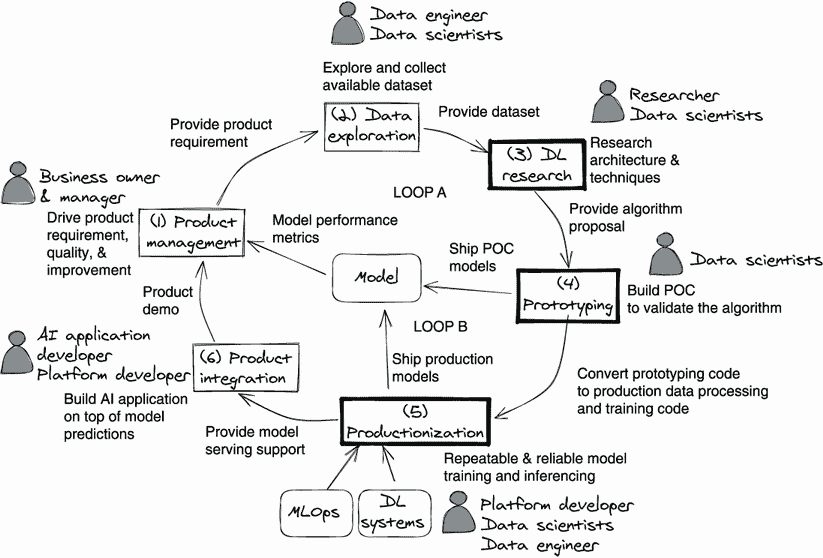 Data engineer
Data scientists
Explore and collect
available dataset
(2) Data
exploration
Provide dataset
Researcher
Data scientists
(3) DL
research
Research
architecture &
techniques
Provide product
requirement
Business owner
& manager
(1) Product
management
Drive product
requirement,
quality, &
improvement
LOOP A
Model performance
metrics
Model
Ship POC
models
Provide algorithm
proposal
Data scientists
(4)
Prototyping
Build POC
to validate the algorithm
Product
demo
LOOP B
AI application
developer
Platform developer
(6) Product
integration
Build AI application
on top of model
predictions
Ship production
models
Convert prototyping code
to production data processing
and training code
(5)
Productionization
Provide model
serving support
Repeatable & reliable model
training and inferencing
MLOps
DL
systems
Platform developer
Data scientists
Data engineer